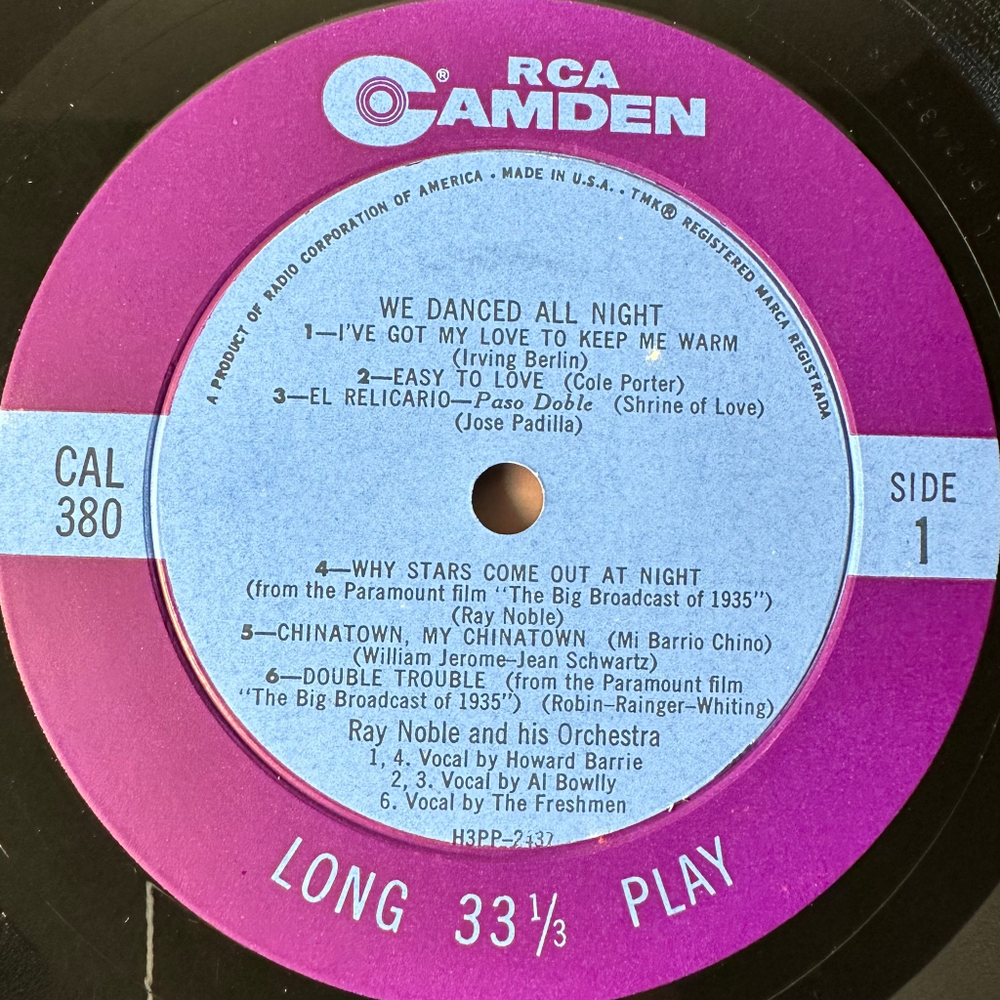 RCA
CAMDEN®
A PRODUCT OF RADIO CORPORATION OF AMERICA • MADE IN U.S.A. • • TMK® REGISTERED MARCA REGISTRADA
WE DANCED ALL NIGHT
1—I'VE GOT MY LOVE TO KEEP ME WARM
(Irving Berlin)
2—EASY TO LOVE (Cole Porter)
3—EL RELICARIO—Paso Doble (Shrine of Love)
(Jose Padilla)
CAL
380
SIDE
1
4—WHY STARS COME OUT AT NIGHT
(from the Paramount film "The Big Broadcast of 1935")
(Ray Noble)
5—CHINATOWN, MY CHINATOWN (Mi Barrio Chino)
(William Jerome–Jean Schwartz)
6—DOUBLE TROUBLE (from the Paramount film
"The Big Broadcast of 1935") (Robin–Rainger–Whiting)
Ray Noble and his Orchestra
1, 4. Vocal by Howard Barrie
2, 3. Vocal by Al Bowlly
6. Vocal by The Freshmen
H3PP–2437
LONG 33 1/3 PLAY